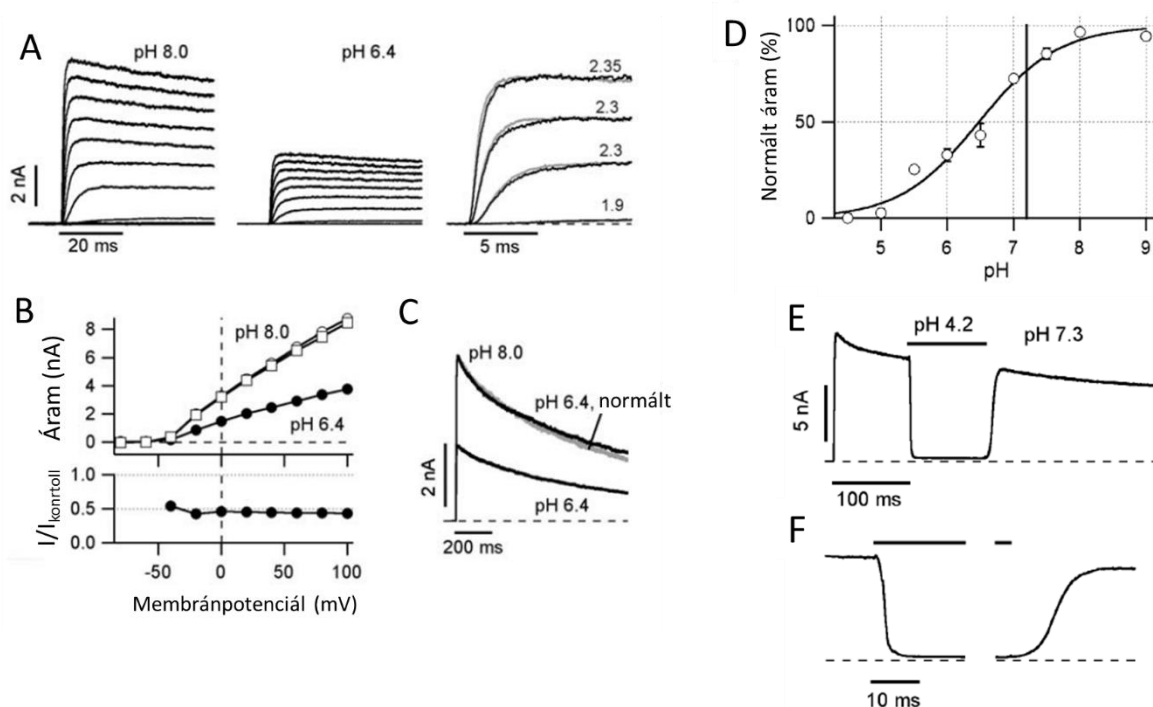 A
pH 8.0
pH 6.4
2.35
2.3
2.3
1.9
2 nA
20 ms
5 ms
B
Áram (nA)
8
6
4
2
0
pH 8.0
pH 6.4
I/Ikonrtoll
1.0
0.5
0.0
-50
0
50
100
Membránpotenciál (mV)
C
pH 8.0
pH 6.4, normált
pH 6.4
2 nA
200 ms
D
Normált áram (%)
100
50
0
5
6
7
8
9
pH
E
pH 4.2
pH 7.3
5 nA
100 ms
F
10 ms